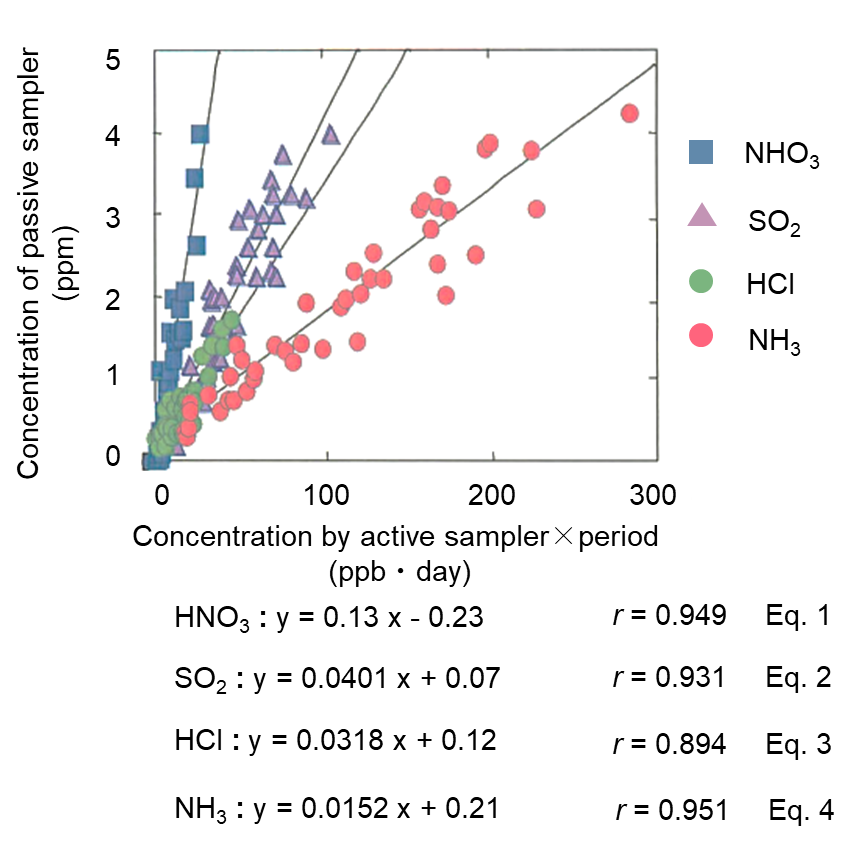 Concentration of passive sampler
(ppm)
5
4
3
2
1
0
0 100 200 300
Concentration by active sampler×period
(ppb・day)
NHO₃
SO₂
HCl
NH₃
HNO₃ : y = 0.13 x - 0.23 r = 0.949 Eq. 1
SO₂ : y = 0.0401 x + 0.07 r = 0.931 Eq. 2
HCl : y = 0.0318 x + 0.12 r = 0.894 Eq. 3
NH₃ : y = 0.0152 x + 0.21 r = 0.951 Eq. 4